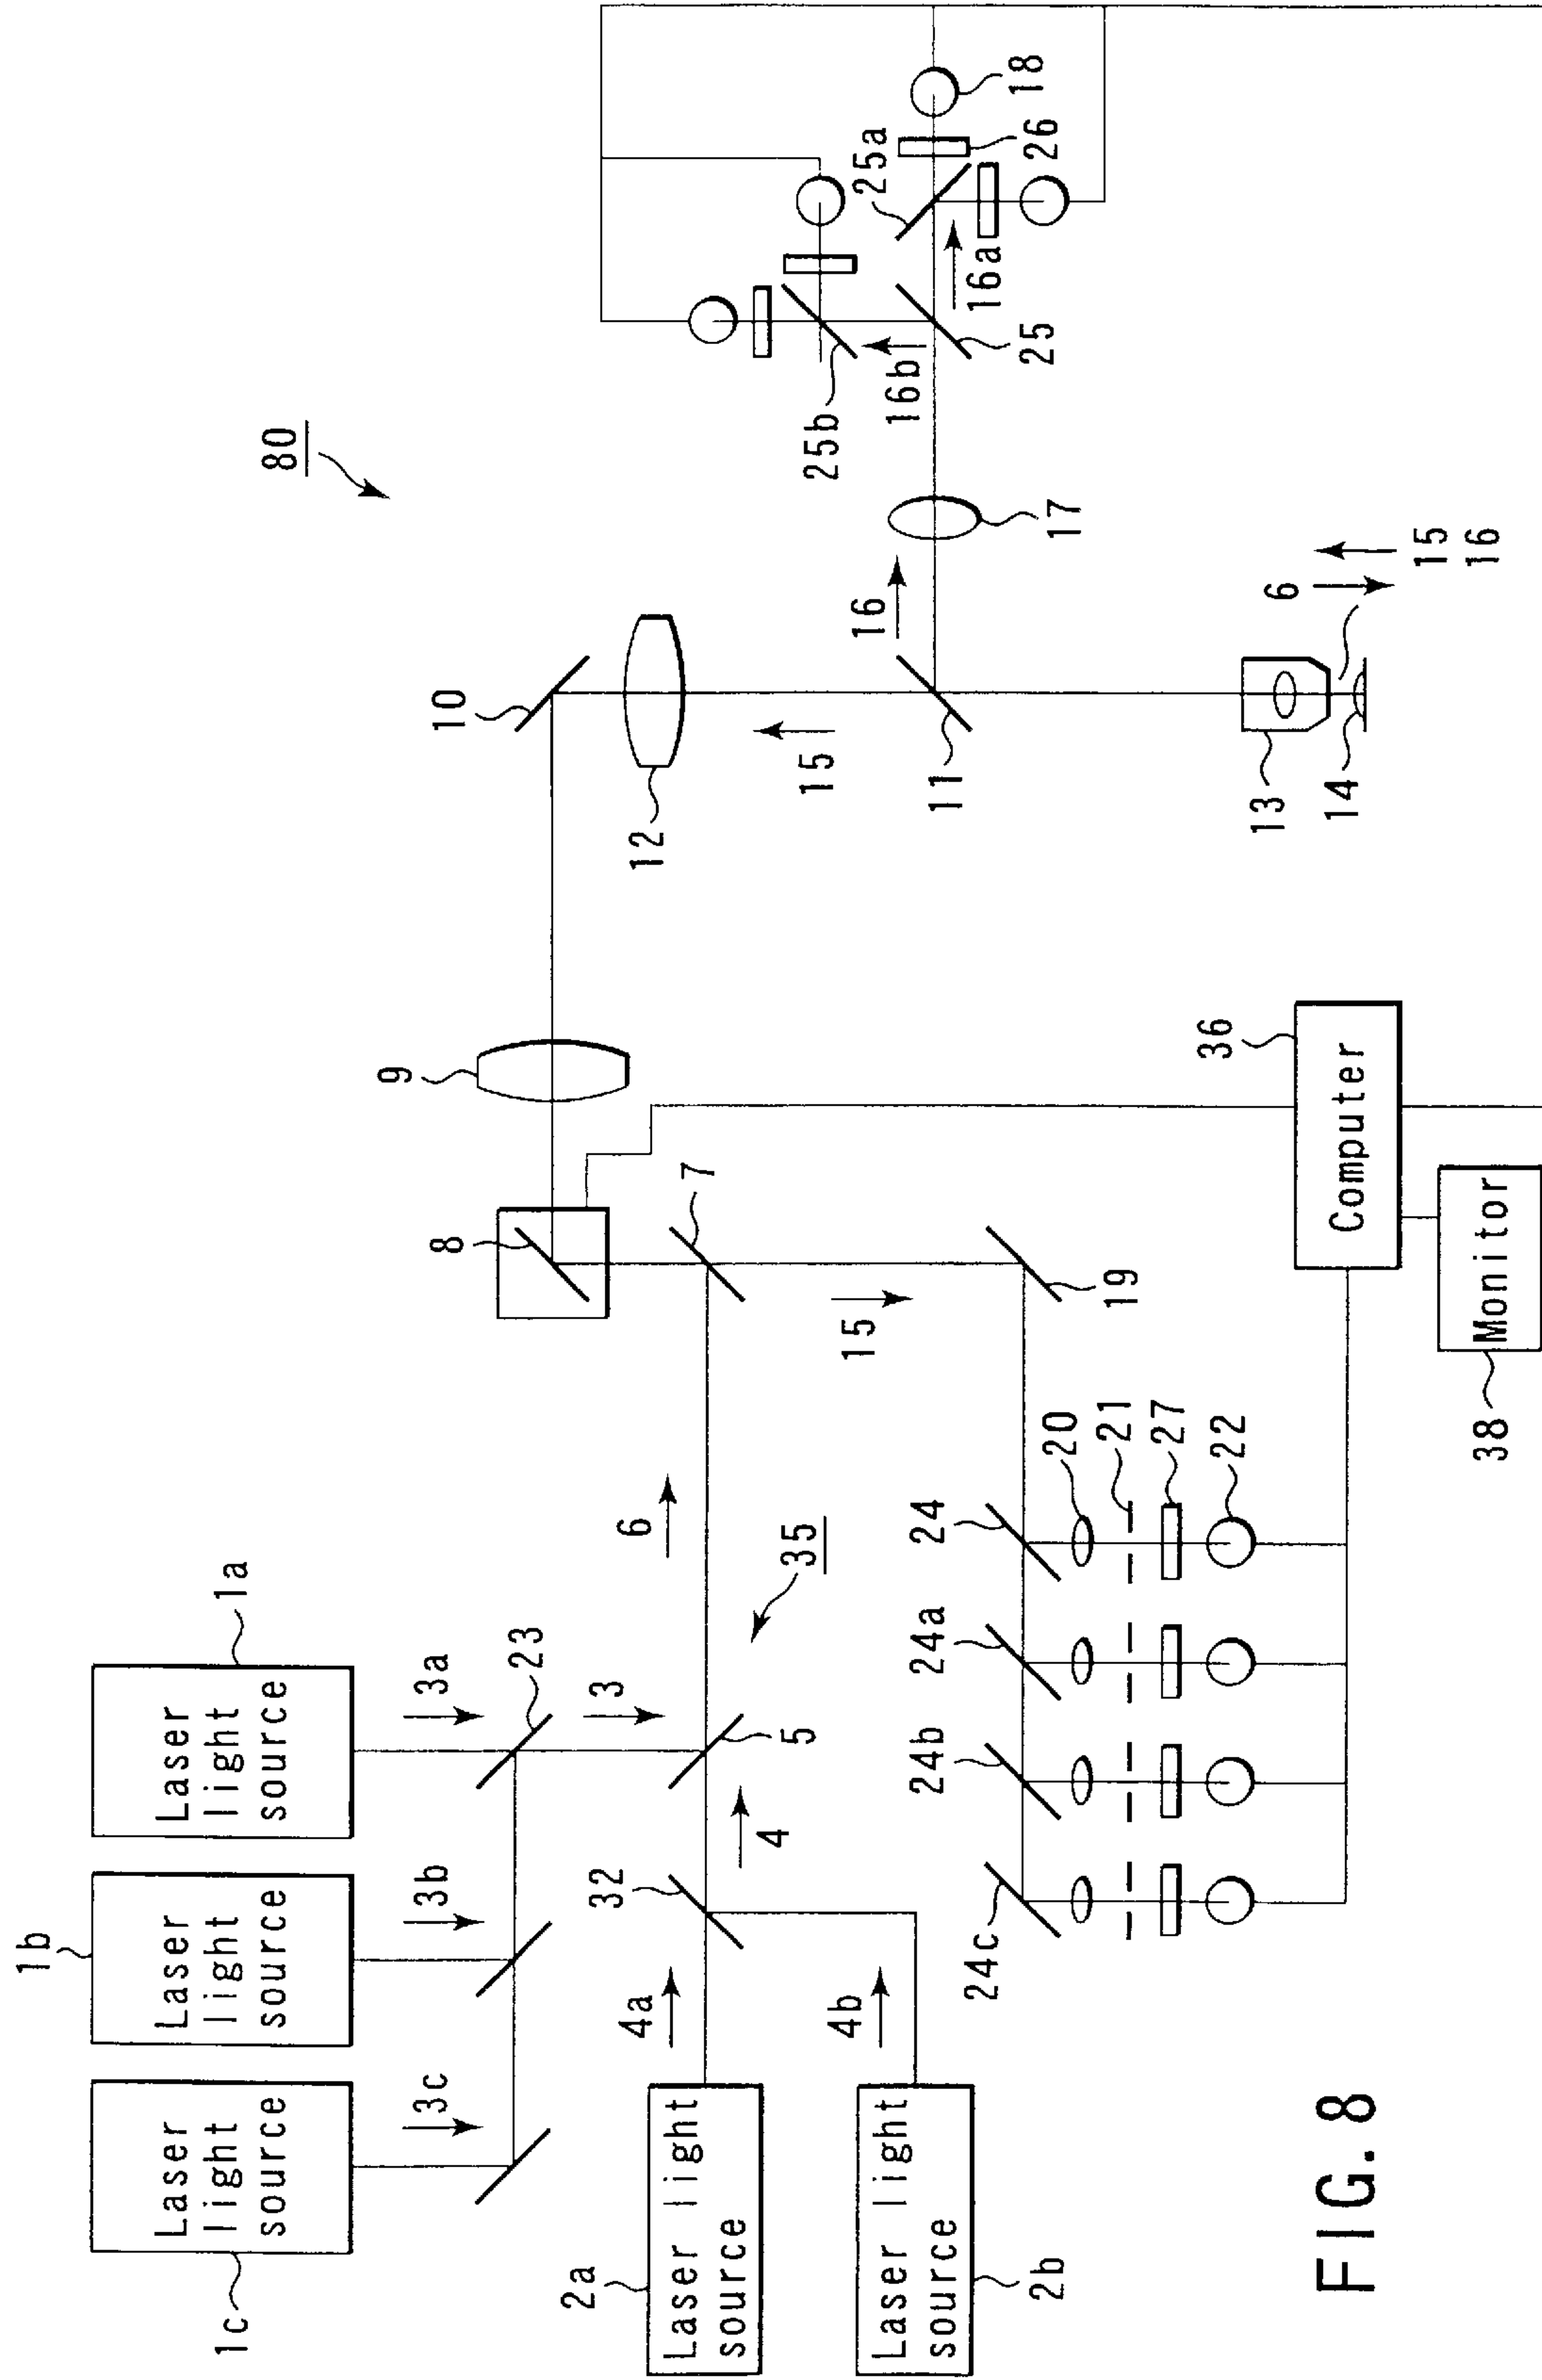 80
1c
1b
1a
Laser
light
source
Laser
light
source
Laser
light
source
3c
3b
3a
23
3
2a
Laser light
source
4a
32
4
5
35
6
2b
Laser light
source
4b
8
7
9
10
12
15
11
16
17
25b
16b
25
16a
25a
26
18
13
14
6
15
16
15
19
24c
24b
24a
24
20
21
27
22
36
Computer
38
Monitor
FIG. 8